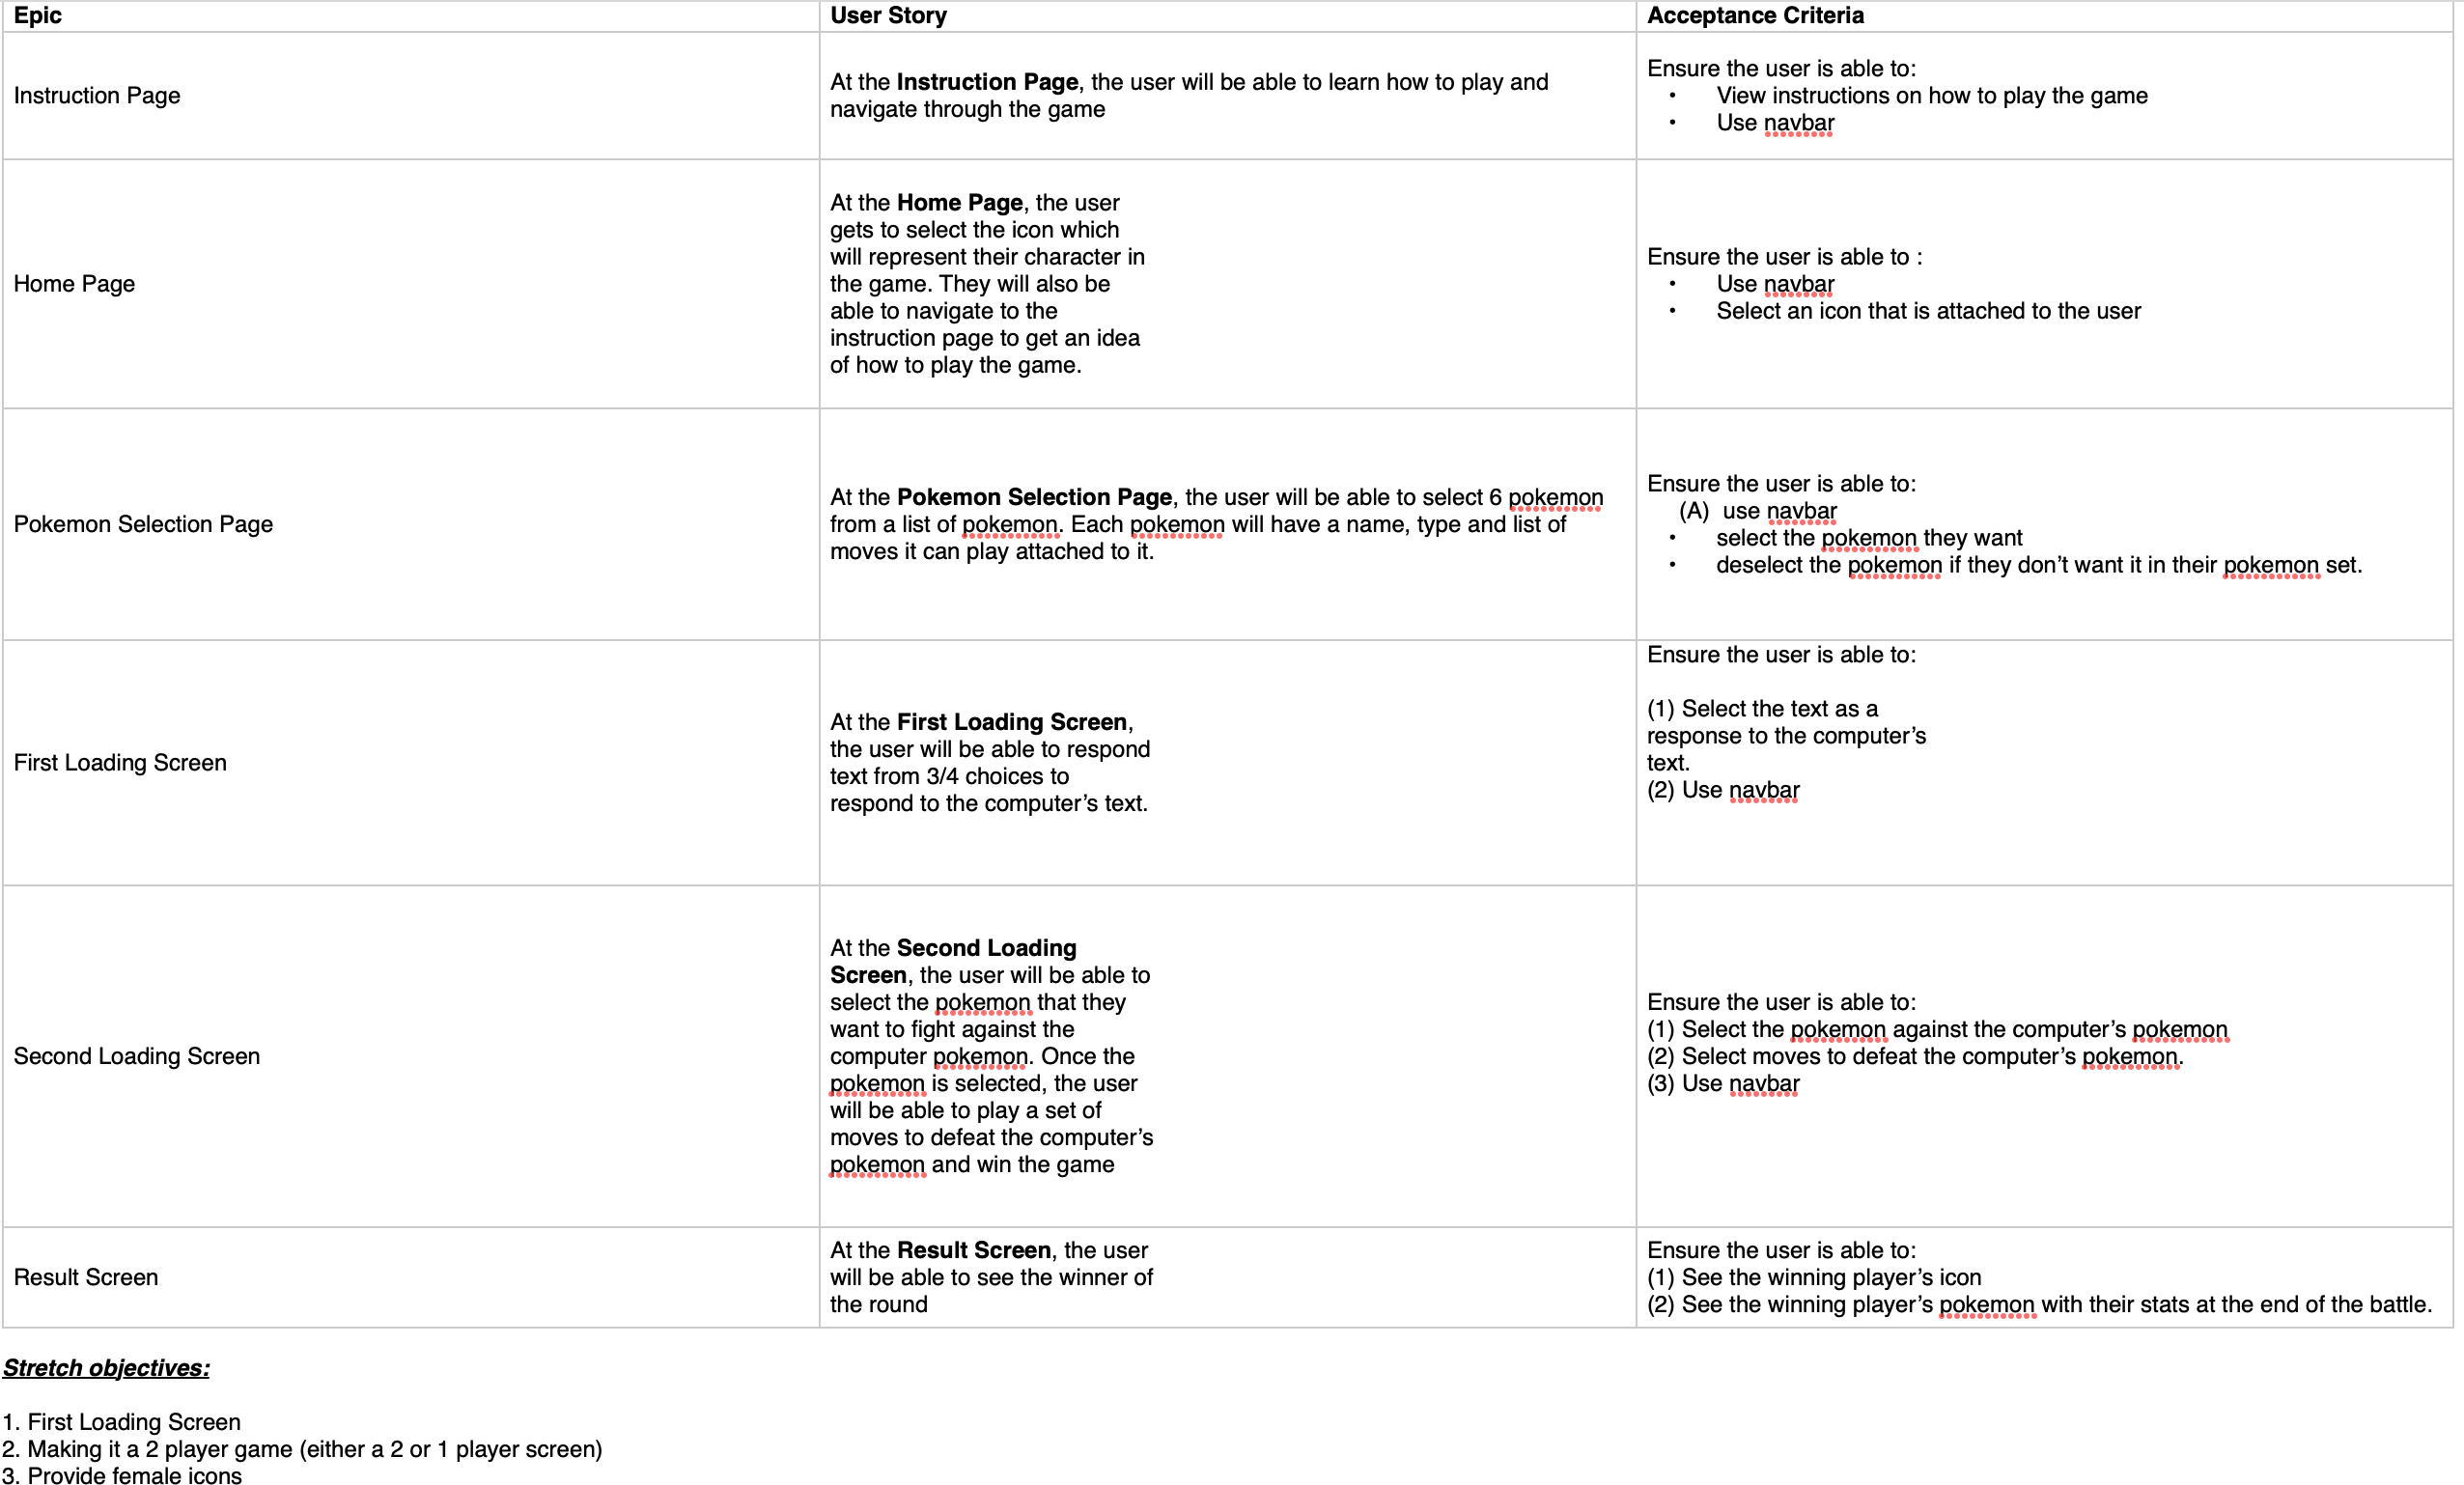 Epic
User Story
Acceptance Criteria
Instruction Page
At the Instruction Page, the user will be able to learn how to play and
navigate through the game
Ensure the user is able to:
• View instructions on how to play the game
• Use navbar
Home Page
At the Home Page, the user
gets to select the icon which
will represent their character in
the game. They will also be
able to navigate to the
instruction page to get an idea
of how to play the game.
Ensure the user is able to :
• Use navbar
• Select an icon that is attached to the user
Pokemon Selection Page
At the Pokemon Selection Page, the user will be able to select 6 pokemon
from a list of pokemon. Each pokemon will have a name, type and list of
moves it can play attached to it.
Ensure the user is able to:
(A) use navbar
• select the pokemon they want
• deselect the pokemon if they don’t want it in their pokemon set.
First Loading Screen
At the First Loading Screen,
the user will be able to respond
text from 3/4 choices to
respond to the computer’s text.
Ensure the user is able to:
(1) Select the text as a
response to the computer’s
text.
(2) Use navbar
Second Loading Screen
At the Second Loading
Screen, the user will be able to
select the pokemon that they
want to fight against the
computer pokemon. Once the
pokemon is selected, the user
will be able to play a set of
moves to defeat the computer’s
pokemon and win the game
Ensure the user is able to:
(1) Select the pokemon against the computer’s pokemon
(2) Select moves to defeat the computer’s pokemon.
(3) Use navbar
Result Screen
At the Result Screen, the user
will be able to see the winner of
the round
Ensure the user is able to:
(1) See the winning player’s icon
(2) See the winning player’s pokemon with their stats at the end of the battle.
Stretch objectives:
1. First Loading Screen
2. Making it a 2 player game (either a 2 or 1 player screen)
3. Provide female icons